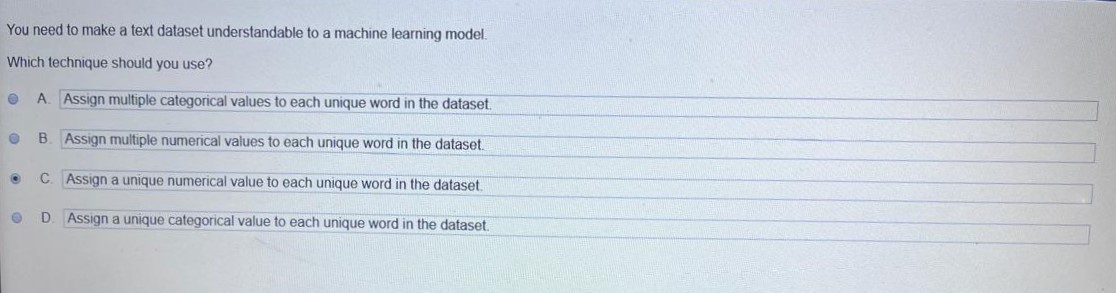 You need to make a text dataset understandable to a machine learning model.
Which technique should you use?
A. Assign multiple categorical values to each unique word in the dataset.
B. Assign multiple numerical values to each unique word in the dataset.
C. Assign a unique numerical value to each unique word in the dataset.
D. Assign a unique categorical value to each unique word in the dataset.